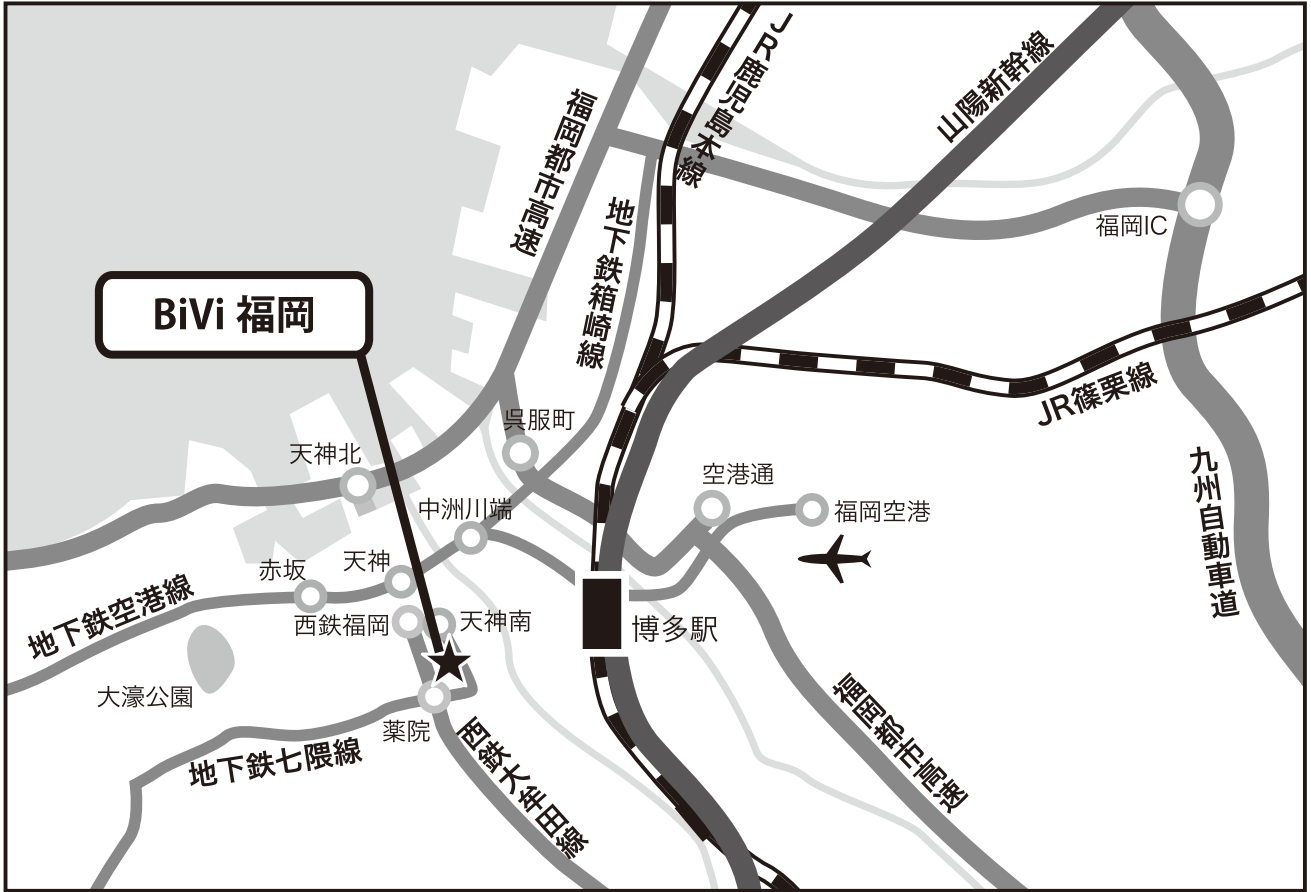 JR鹿児島本線
山陽新幹線
福岡都市高速
地下鉄箱崎線
福岡IC
BiVi 福岡
JR篠栗線
呉服町
天神北
空港通
九州自動車道
中洲川端
福岡空港
赤坂
天神
地下鉄空港線
西鉄福岡
天神南
博多駅
大濠公園
薬院
福岡都市高速
西鉄大牟田線
地下鉄七隈線